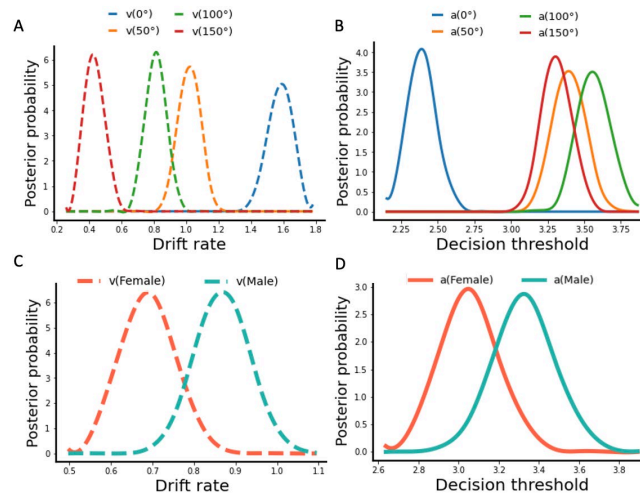 A
v(0°) v(100°)
v(50°) v(150°)
Posterior probability
6
5
4
3
2
1
0
0.2 0.4 0.6 0.8 1.0 1.2 1.4 1.6 1.8
Drift rate
B
a(0°) a(100°)
a(50°) a(150°)
Posterior probability
4.0
3.5
3.0
2.5
2.0
1.5
1.0
0.5
0.0
2.25 2.50 2.75 3.00 3.25 3.50 3.75
Decision threshold
C
v(Female) v(Male)
Posterior probability
6
5
4
3
2
1
0
0.5 0.6 0.7 0.8 0.9 1.0 1.1
Drift rate
D
a(Female) a(Male)
Posterior probability
3.0
2.5
2.0
1.5
1.0
0.5
0.0
2.6 2.8 3.0 3.2 3.4 3.6 3.8
Decision threshold